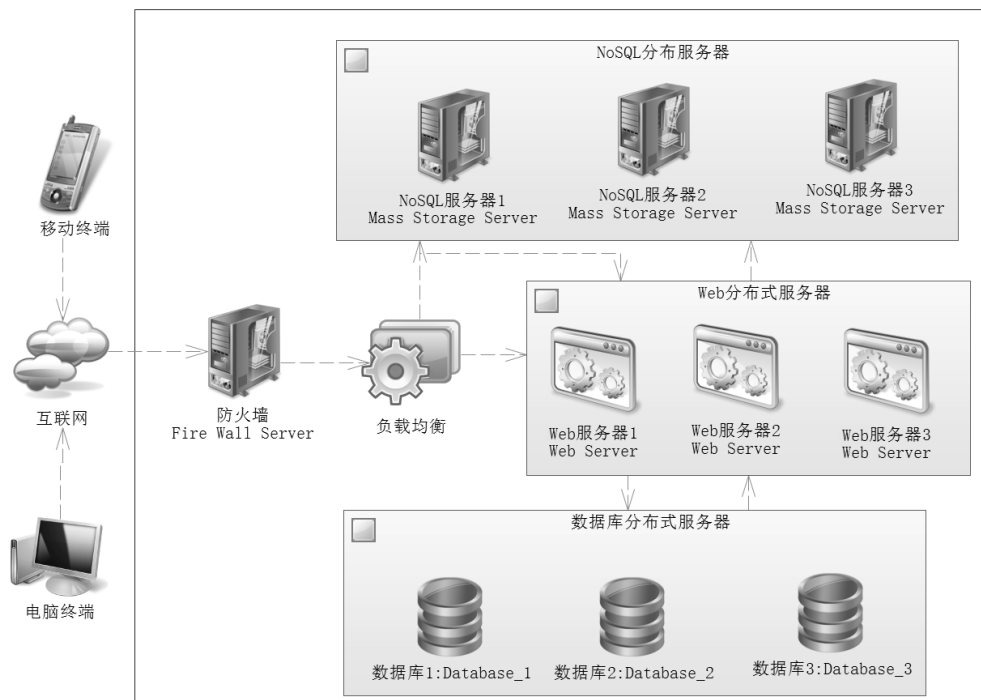 NoSQL分布服务器
NoSQL服务器1
Mass Storage Server
NoSQL服务器2
Mass Storage Server
NoSQL服务器3
Mass Storage Server
移动终端
互联网
电脑终端
防火墙
Fire Wall Server
负载均衡
Web分布式服务器
Web服务器1
Web Server
Web服务器2
Web Server
Web服务器3
Web Server
数据库分布式服务器
数据库1:Database_1
数据库2:Database_2
数据库3:Database_3